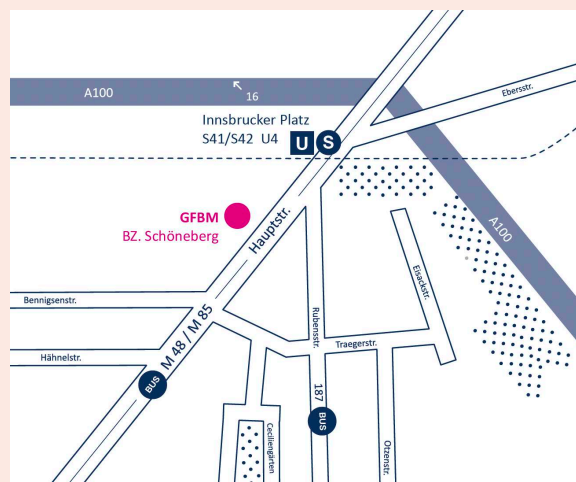 A100
16
Ebersstr.
Innsbrucker Platz
S41/S42 U4
U
S
GFBM
BZ. Schöneberg
Hauptstr.
A100
Eisackstr.
Bennigsenstr.
M 48 / M 85
Rubensstr.
Traegerstr.
Hähnelstr.
BUS
187
BUS
Ceciliengärten
Otzenstr.